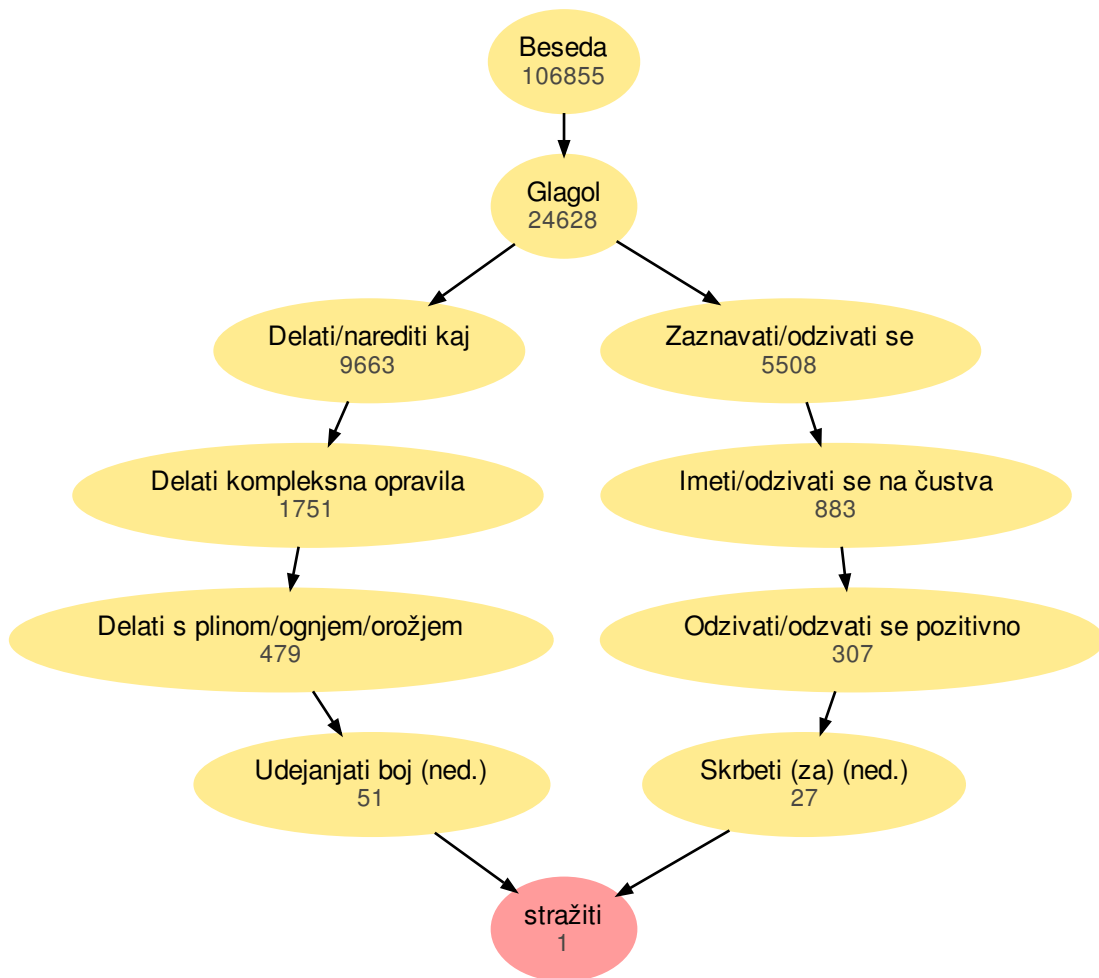 Beseda
106855
Glagol
24628
Delati/narediti kaj
9663
Zaznavati/odzivati se
5508
Delati kompleksna opravila
1751
Imeti/odzivati se na čustva
883
Delati s plinom/ognjem/orožjem
479
Odzivati/odzvati se pozitivno
307
Udejanjati boj (ned.)
51
Skrbeti (za) (ned.)
27
stražiti
1